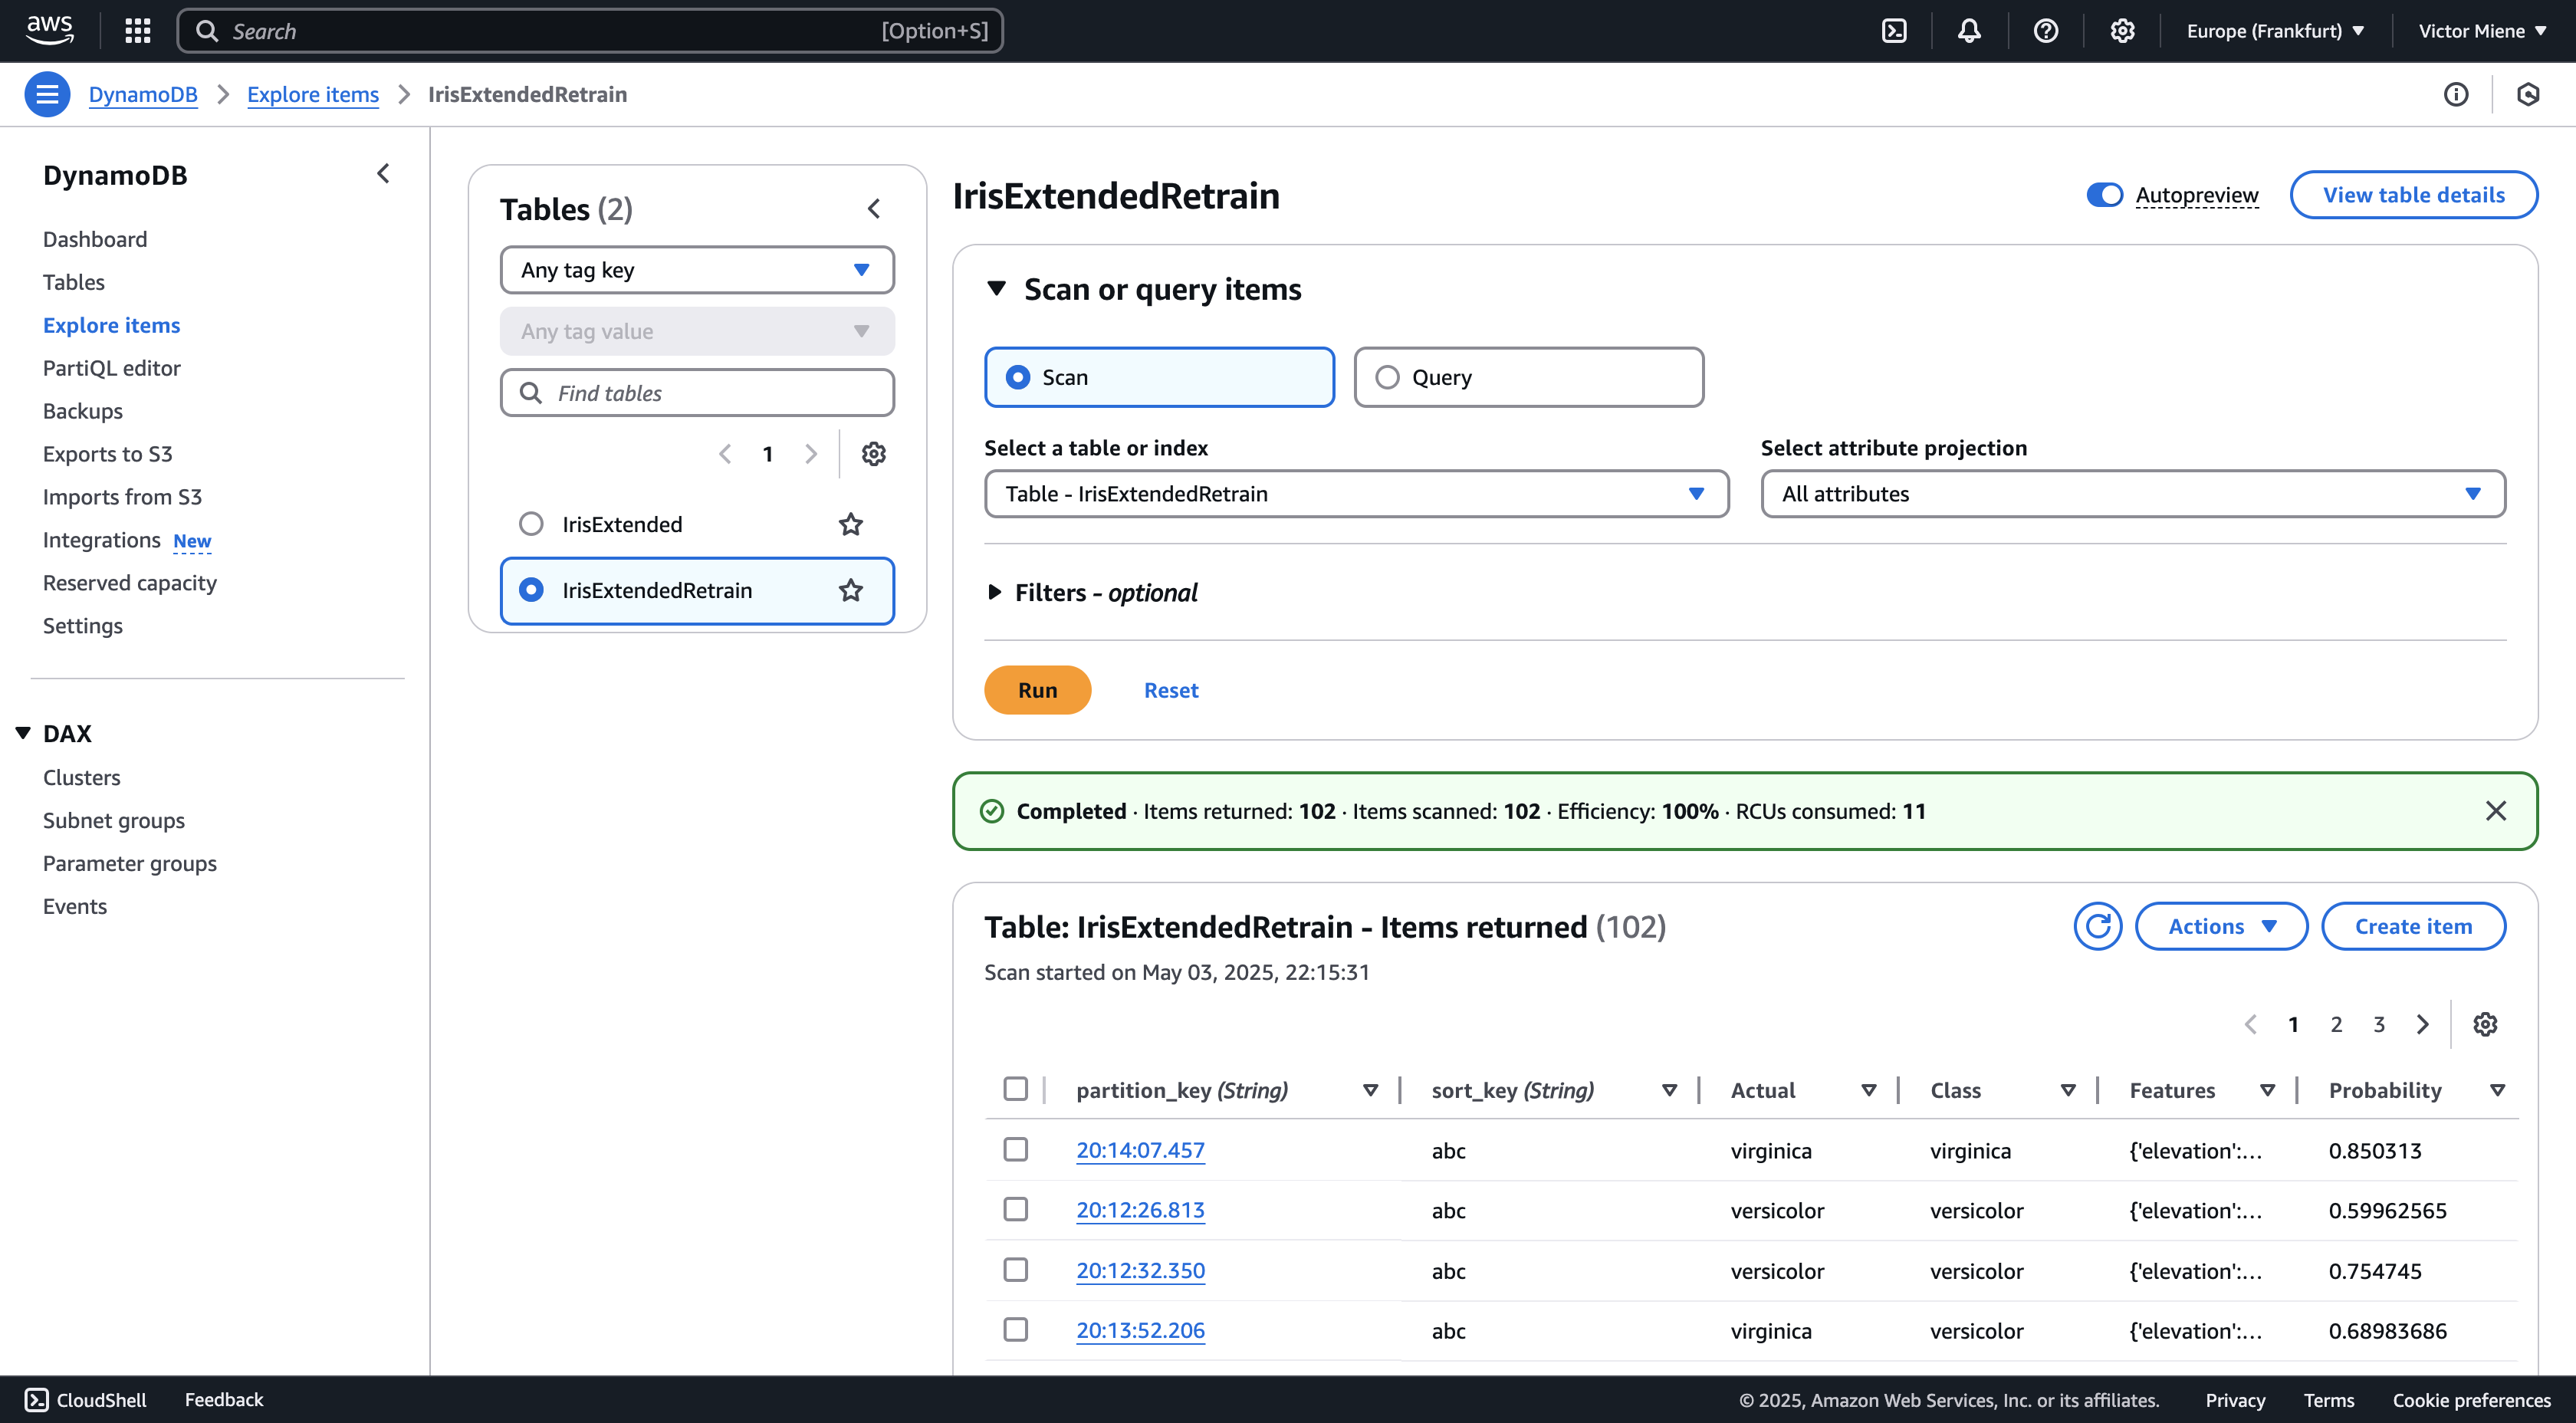 aws
Search [Option+S]
Europe (Frankfurt)
Victor Miene
DynamoDB
Explore items
IrisExtendedRetrain
DynamoDB
Dashboard
Tables
Explore items
PartiQL editor
Backups
Exports to S3
Imports from S3
Integrations New
Reserved capacity
Settings
DAX
Clusters
Subnet groups
Parameter groups
Events
Tables (2)
Any tag key
Any tag value
Find tables
1
IrisExtended
IrisExtendedRetrain
IrisExtendedRetrain
Autopreview
View table details
Scan or query items
Scan
Query
Select a table or index
Table - IrisExtendedRetrain
Select attribute projection
All attributes
Filters - optional
Run
Reset
Completed · Items returned: 102 · Items scanned: 102 · Efficiency: 100% · RCUs consumed: 11
Table: IrisExtendedRetrain - Items returned (102)
Scan started on May 03, 2025, 22:15:31
Actions
Create item
1 2 3
partition_key (String) sort_key (String) Actual Class Features Probability
20:14:07.457 abc virginica virginica {'elevation':... 0.850313
20:12:26.813 abc versicolor versicolor {'elevation':... 0.59962565
20:12:32.350 abc versicolor versicolor {'elevation':... 0.754745
20:13:52.206 abc virginica versicolor {'elevation':... 0.68983686
CloudShell Feedback
© 2025, Amazon Web Services, Inc. or its affiliates. Privacy Terms Cookie preferences